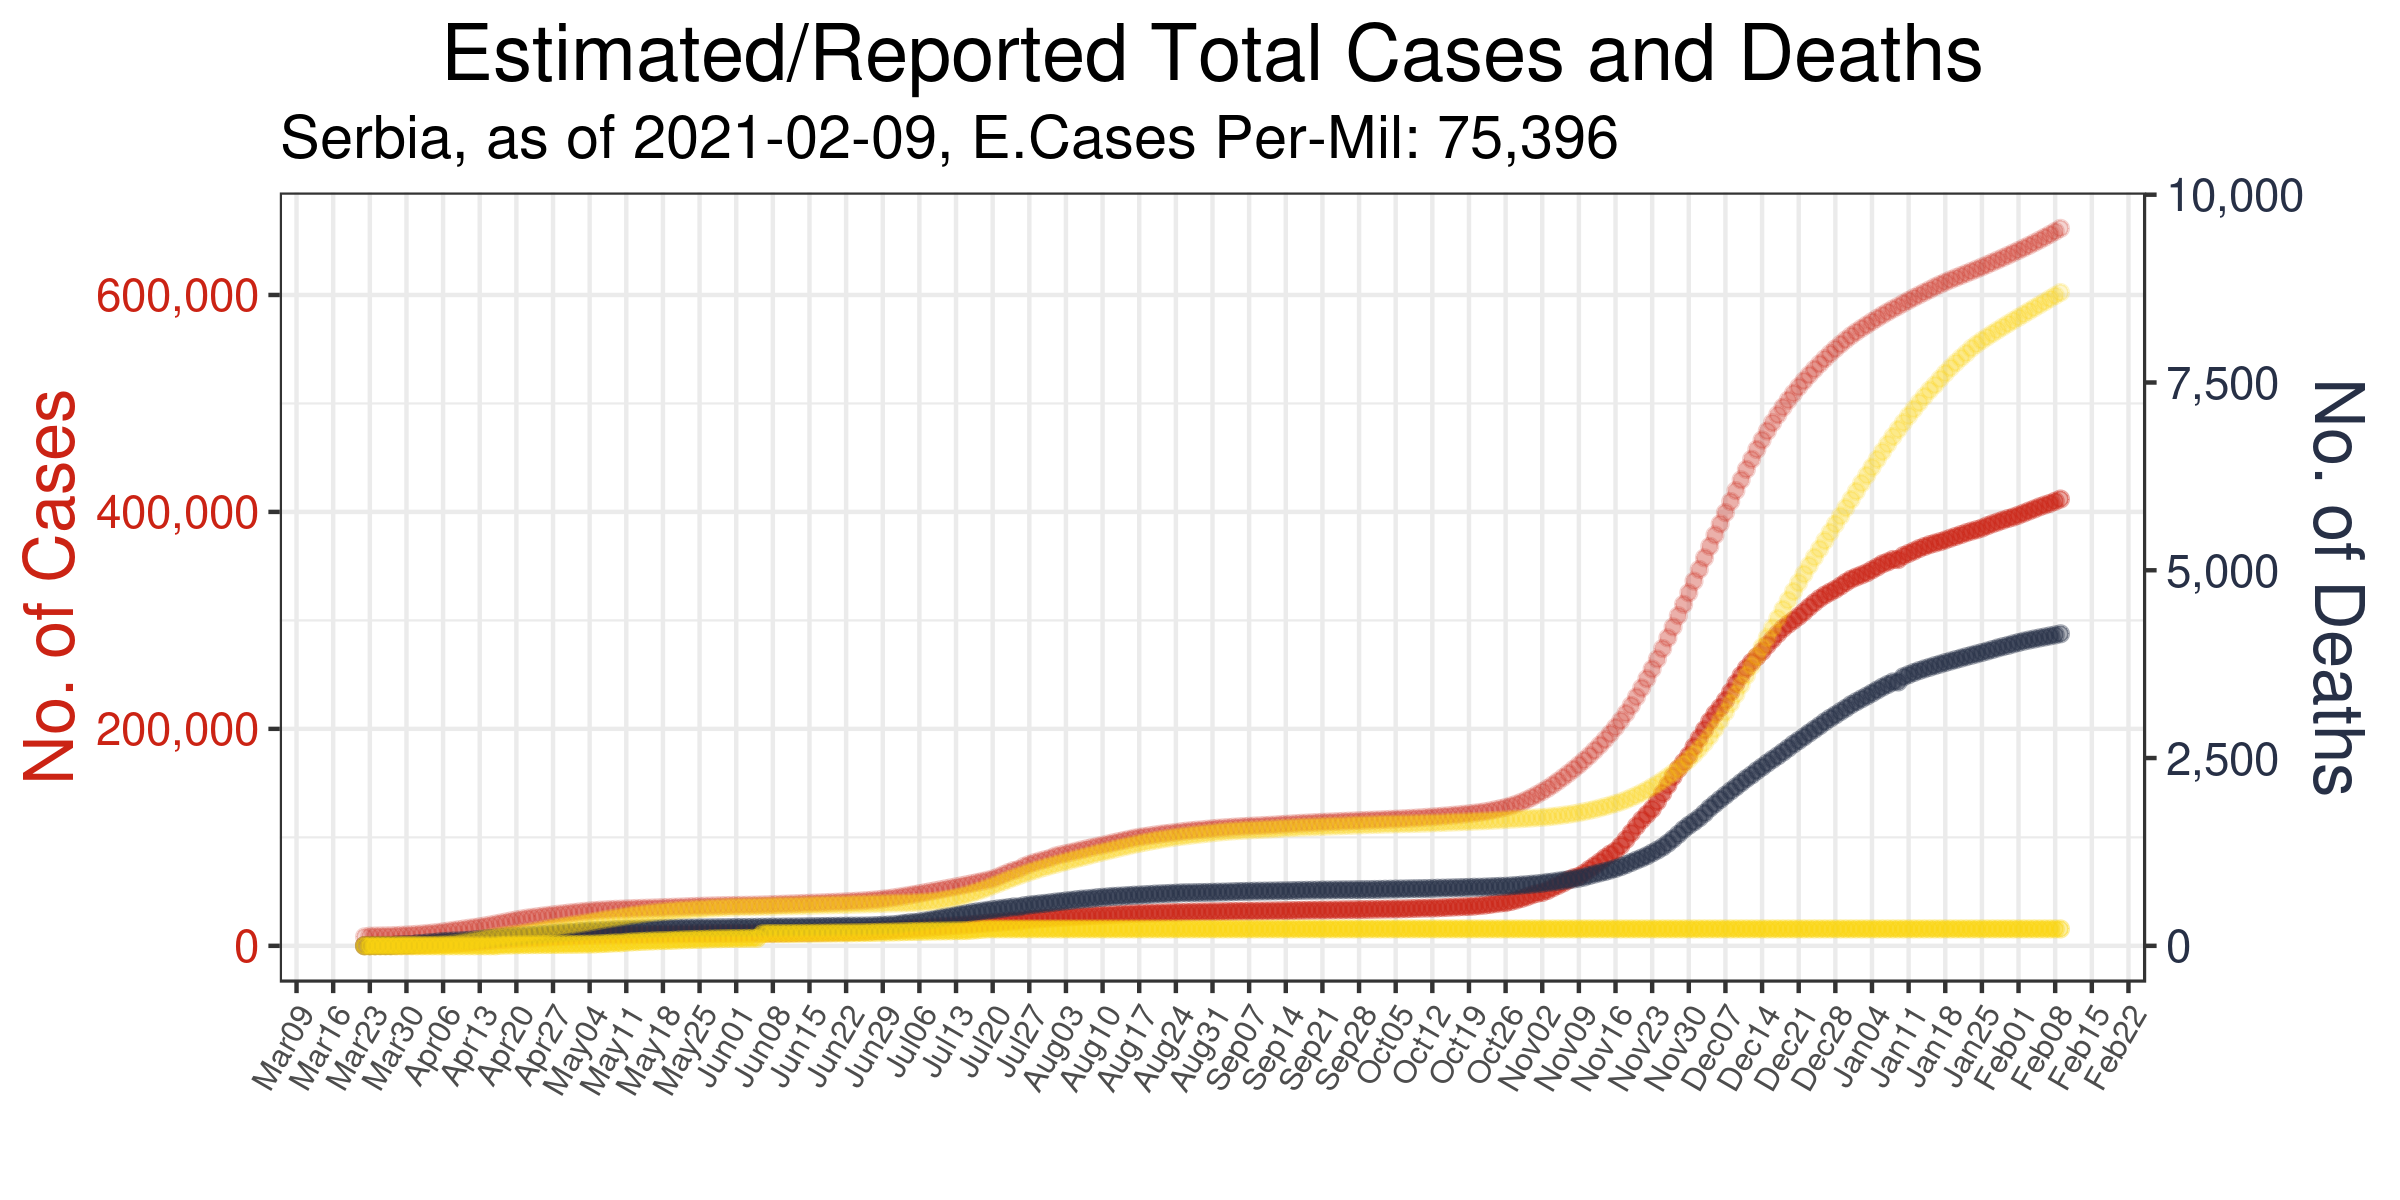 Estimated/Reported Total Cases and Deaths
Serbia, as of 2021-02-09, E.Cases Per-Mil: 75,396
No. of Cases
600,000
400,000
200,000
0
10,000
7,500
5,000
2,500
0
No. of Deaths
Mar09
Mar16
Mar23
Mar30
Apr06
Apr13
Apr20
Apr27
May04
May11
May18
May25
Jun01
Jun08
Jun15
Jun22
Jun29
Jul06
Jul13
Jul20
Jul27
Aug03
Aug10
Aug17
Aug24
Aug31
Sep07
Sep14
Sep21
Sep28
Oct05
Oct12
Oct19
Oct26
Nov02
Nov09
Nov16
Nov23
Nov30
Dec07
Dec14
Dec21
Dec28
Jan04
Jan11
Jan18
Jan25
Feb01
Feb08
Feb15
Feb22